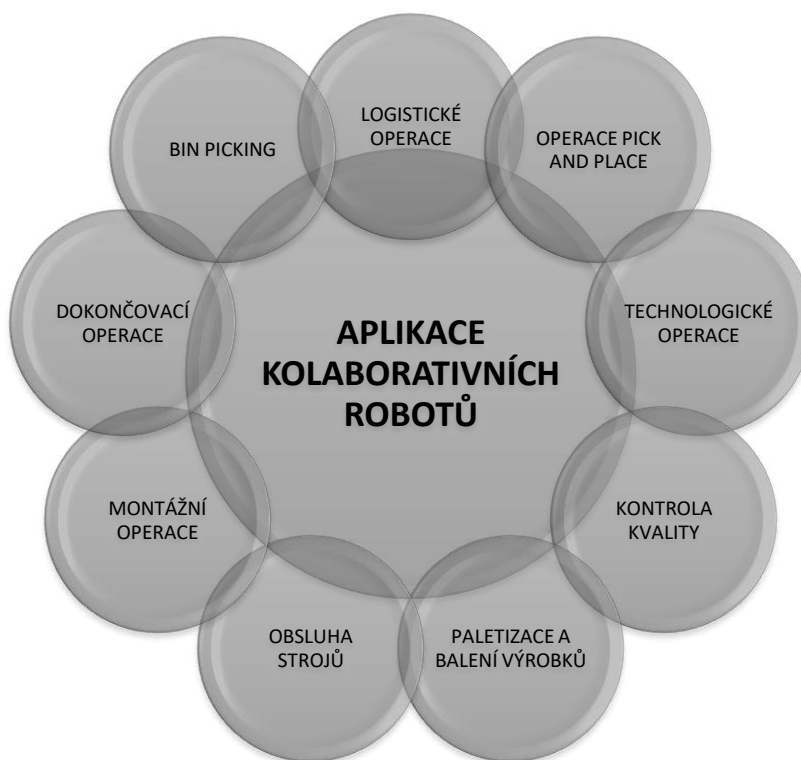 LOGISTICKÉ
OPERACE
OPERACE PICK
AND PLACE
TECHNOLOGICKÉ
OPERACE
KONTROLA
KVALITY
PALETIZACE A
BALENÍ VÝROBKŮ
OBSLUHA
STROJŮ
MONTÁŽNÍ
OPERACE
DOKONČOVACÍ
OPERACE
BIN PICKING
APLIKACE
KOLABORATIVNÍCH
ROBOTŮ